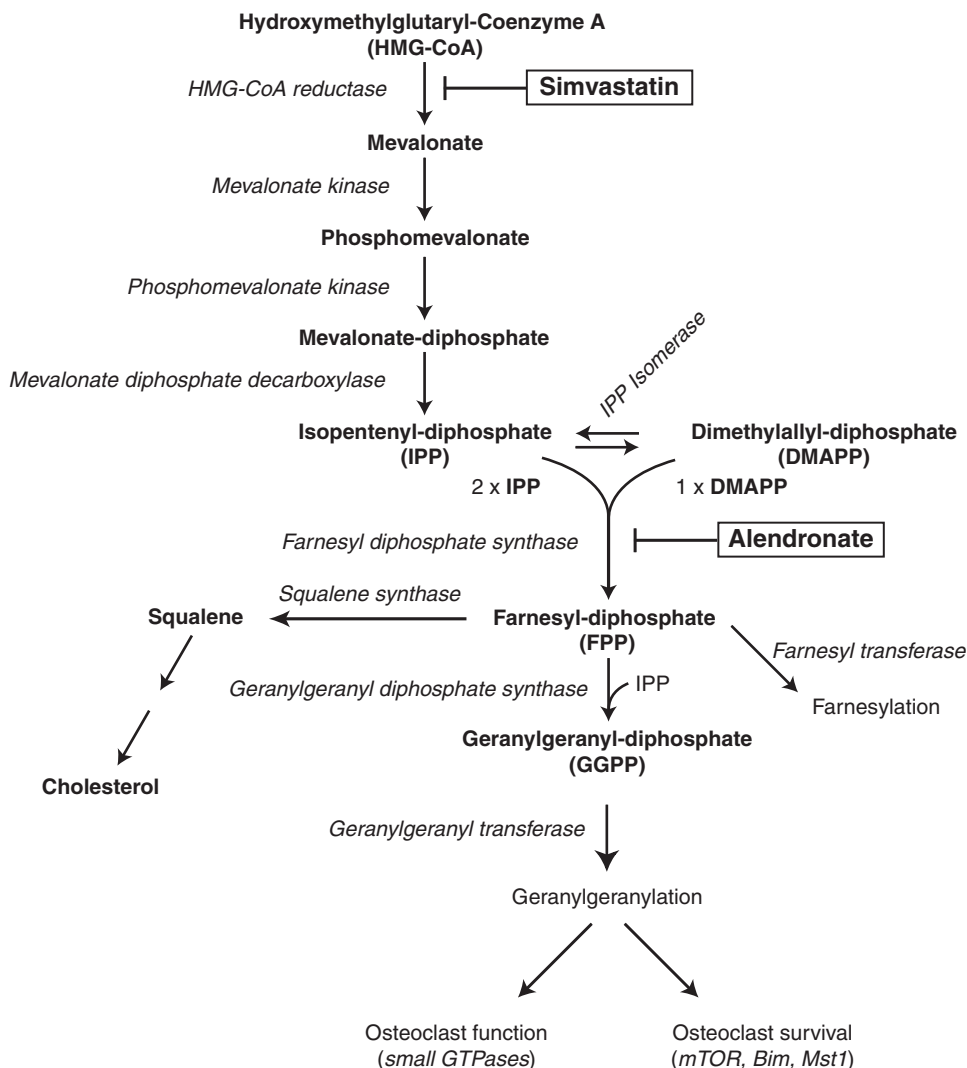 Hydroxymethylglutaryl-Coenzyme A
(HMG-CoA)
HMG-CoA reductase
Simvastatin
Mevalonate
Mevalonate kinase
Phosphomevalonate
Phosphomevalonate kinase
Mevalonate-diphosphate
Mevalonate diphosphate decarboxylase
IPP Isomerase
Isopentenyl-diphosphate
(IPP)
Dimethylallyl-diphosphate
(DMAPP)
2 x IPP
1 x DMAPP
Farnesyl diphosphate synthase
Alendronate
Squalene synthase
Squalene
Farnesyl-diphosphate
(FPP)
Farnesyl transferase
Farnesylation
Geranylgeranyl diphosphate synthase
IPP
Geranylgeranyl-diphosphate
(GGPP)
Cholesterol
Geranylgeranyl transferase
Geranylgeranylation
Osteoclast function
(small GTPases)
Osteoclast survival
(mTOR, Bim, Mst1)